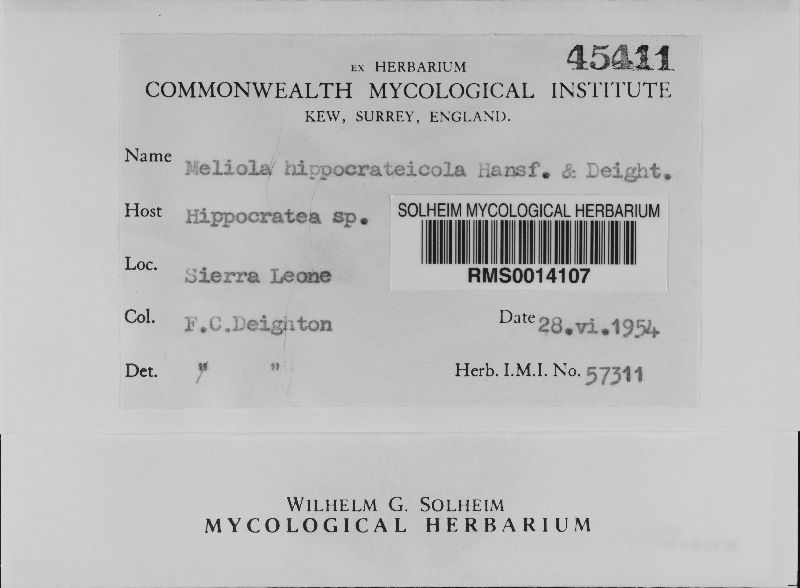 45411
EX HERBARIUM
COMMONWEALTH MYCOLOGICAL INSTITUTE
KEW, SURREY, ENGLAND.
Name Meliola hippocrateicola Hansf. & Deight.
Host Hippocratea sp.
SOLHEIM MYCOLOGICAL HERBARIUM
RMS0014107
Loc. Sierra Leone
Col. F.C.Deighton Date 28.vi.1954
Det. " " Herb. I.M.I. No. 57311
WILHELM G. SOLHEIM
MYCOLOGICAL HERBARIUM